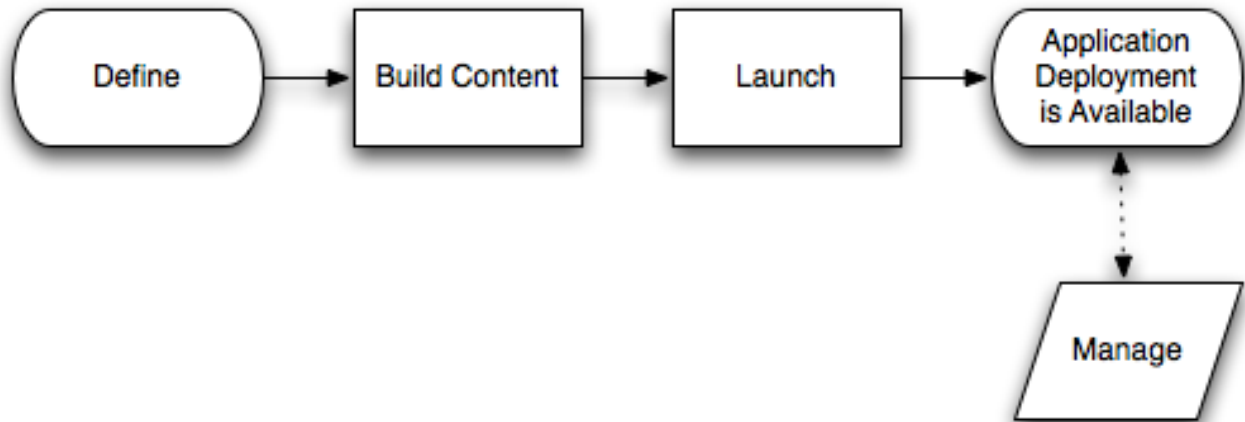 Define
Build Content
Launch
Application
Deployment
is Available
Manage